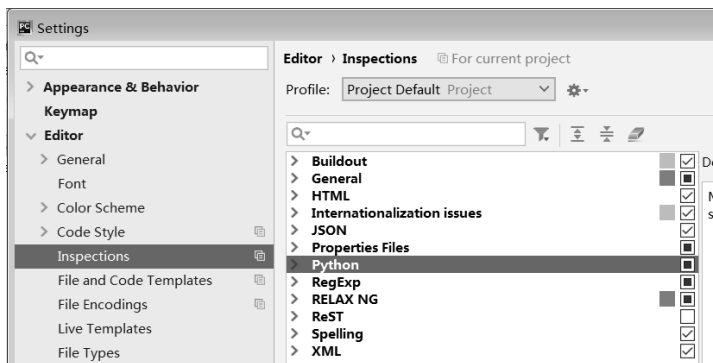 PC Settings
Appearance & Behavior
Keymap
Editor
General
Font
Color Scheme
Code Style
Inspections
File and Code Templates
File Encodings
Live Templates
File Types
Editor › Inspections For current project
Profile: Project Default Project
Buildout
General
HTML
Internationalization issues
JSON
Properties Files
Python
RegExp
RELAX NG
ReST
Spelling
XML